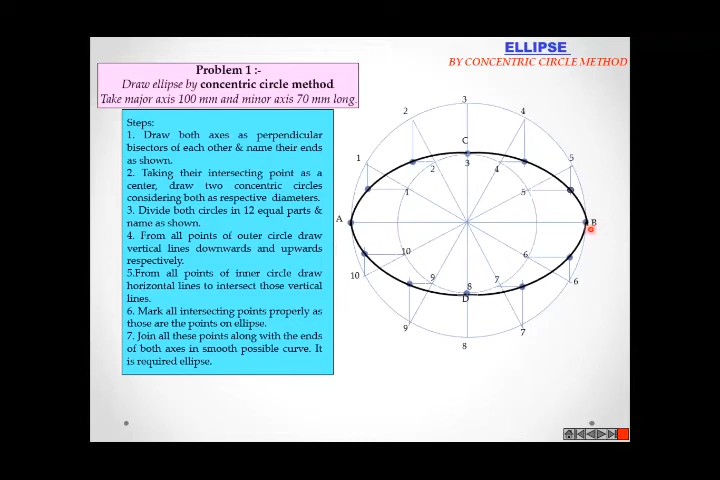 ELLIPSE
BY CONCENTRIC CIRCLE METHOD
Problem 1 :-
Draw ellipse by concentric circle method.
Take major axis 100 mm and minor axis 70 mm long.
Steps:
1. Draw both axes as perpendicular
bisectors of each other & name their ends
as shown.
2. Taking their intersecting point as a
center, draw two concentric circles
considering both as respective diameters.
3. Divide both circles in 12 equal parts &
name as shown.
4. From all points of outer circle draw
vertical lines downwards and upwards
respectively.
5.From all points of inner circle draw
horizontal lines to intersect those vertical
lines.
6. Mark all intersecting points properly as
those are the points on ellipse.
7. Join all these points along with the ends
of both axes in smooth possible curve. It
is required ellipse.
3
2
4
C
1
2
3
4
5
1
5
A
B
10
6
10
9
8
7
6
D
9
8
7